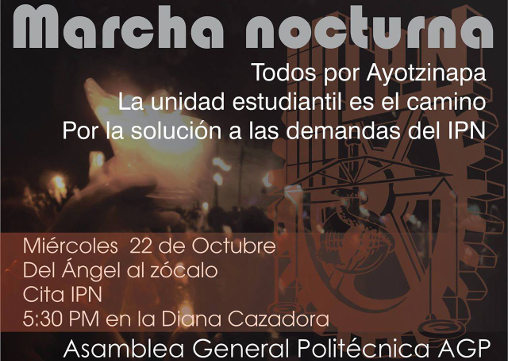 Marcha nocturna
Todos por Ayotzinapa
La unidad estudiantil es el camino
Por la solución a las demandas del IPN
Miércoles 22 de Octubre
Del Ángel al zócalo
Cita IPN
5:30 PM en la Diana Cazadora
Asamblea General Politécnica AGP